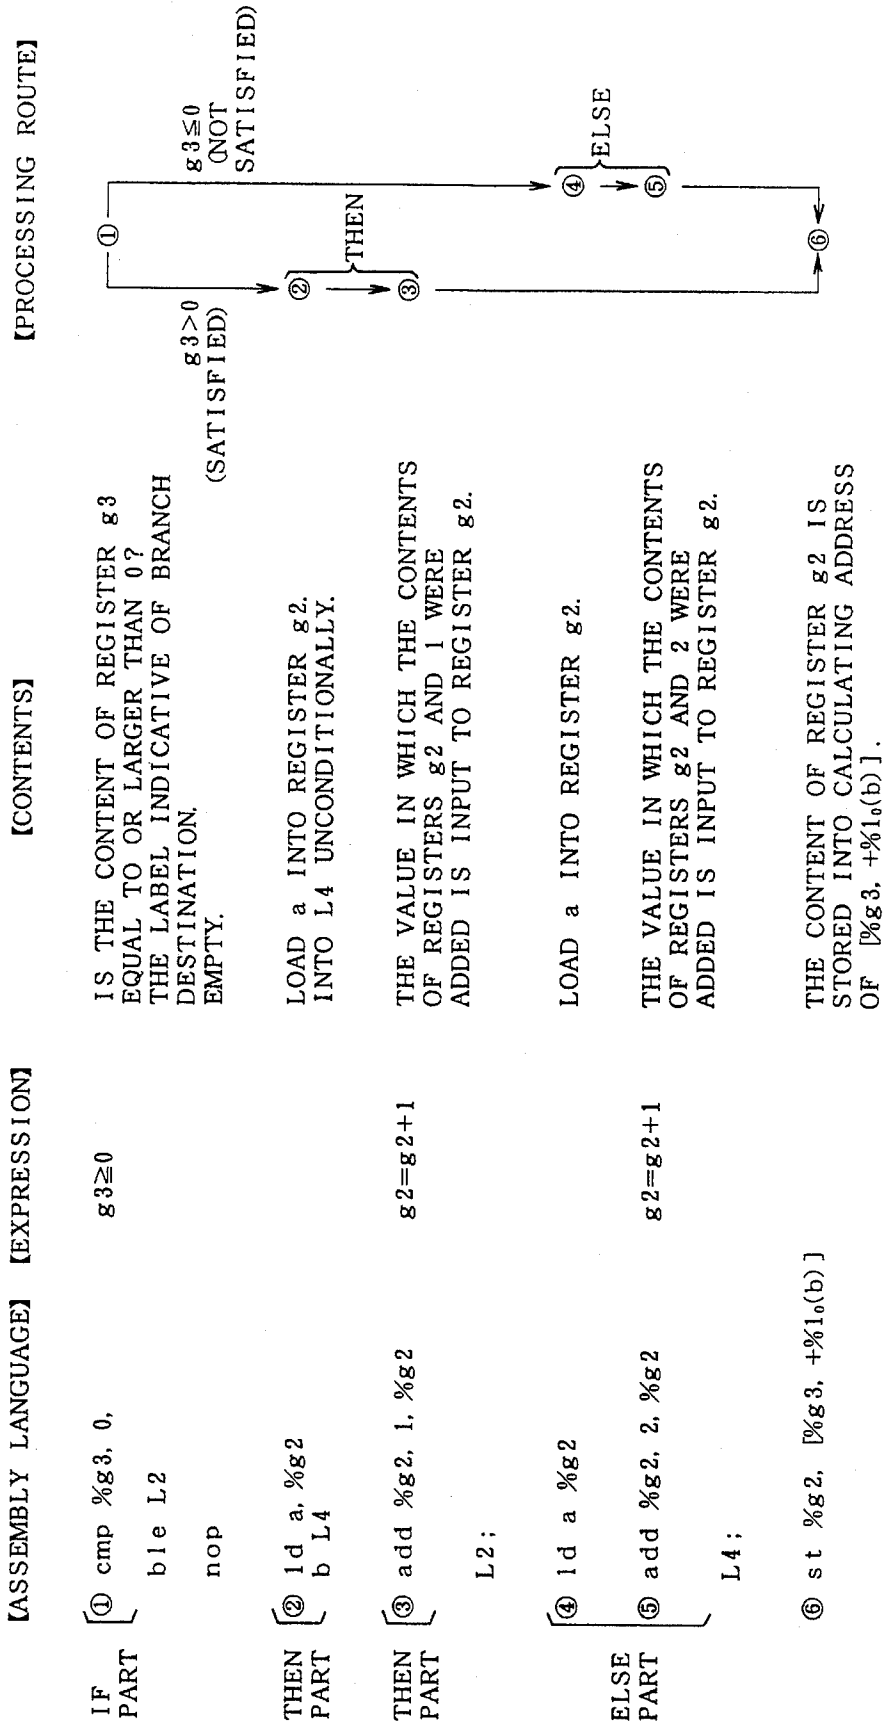 [ASSEMBLY LANGUAGE] [EXPRESSION] [CONTENTS] [PROCESSING ROUTE]
IF PART
① cmp %g3, 0,
ble L2
nop
g3≧0
IS THE CONTENT OF REGISTER g3
EQUAL TO OR LARGER THAN 0?
THE LABEL INDICATIVE OF BRANCH
DESTINATION.
EMPTY.
THEN PART
② ld a, %g2
b L4
LOAD a INTO REGISTER g2.
INTO L4 UNCONDITIONALLY.
THEN PART
③ add %g2, 1, %g2
g2=g2+1
THE VALUE IN WHICH THE CONTENTS
OF REGISTERS g2 AND 1 WERE
ADDED IS INPUT TO REGISTER g2.
L2;
ELSE PART
④ ld a %g2
LOAD a INTO REGISTER g2.
⑤ add %g2, 2, %g2
g2=g2+1
THE VALUE IN WHICH THE CONTENTS
OF REGISTERS g2 AND 2 WERE
ADDED IS INPUT TO REGISTER g2.
L4;
⑥ st %g2, [%g3, +%l₀(b)]
THE CONTENT OF REGISTER g2 IS
STORED INTO CALCULATING ADDRESS
OF [%g3, +%l₀(b)].
①
g3>0
(SATISFIED)
g3≦0
(NOT
SATISFIED)
②
③
THEN
④
⑤
ELSE
⑥